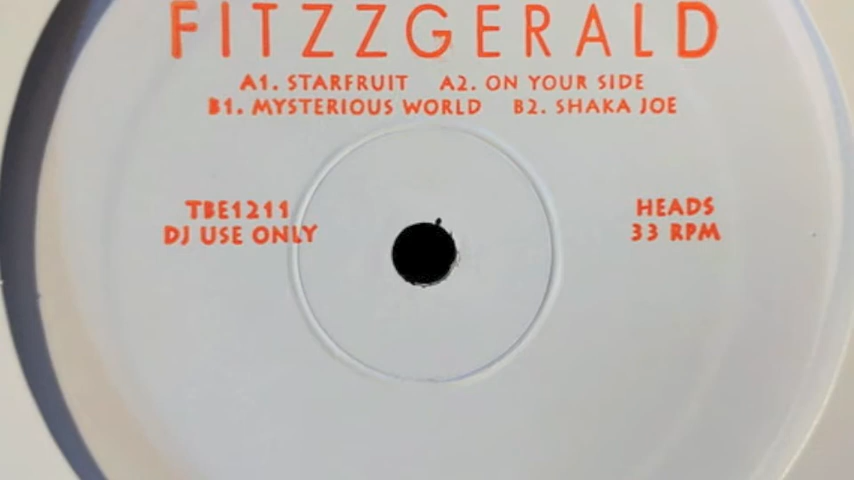 FITZZGERALD
A1. STARFRUIT A2. ON YOUR SIDE
B1. MYSTERIOUS WORLD B2. SHAKA JOE
TBE1211
DJ USE ONLY
HEADS
33 RPM